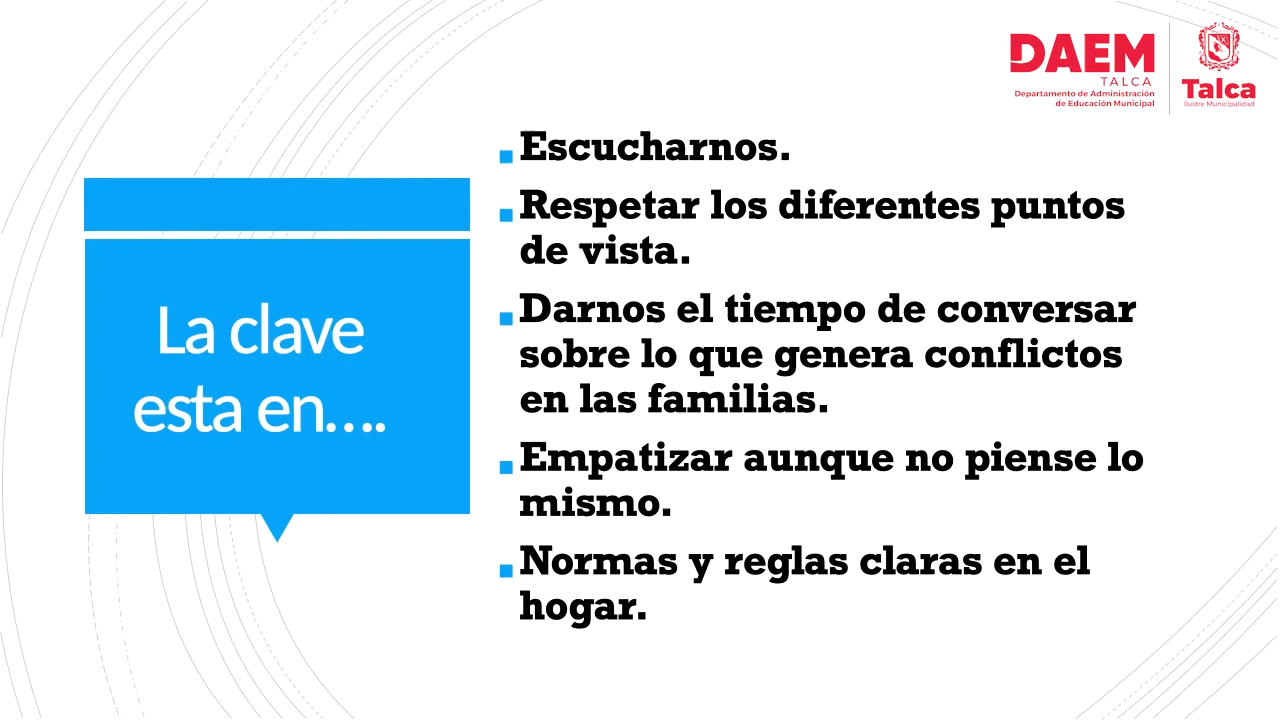 DAEM
TALCA
Departamento de Administración
de Educación Municipal
Talca
Ilustre Municipalidad
La clave
esta en....
Escucharnos.
Respetar los diferentes puntos
de vista.
Darnos el tiempo de conversar
sobre lo que genera conflictos
en las familias.
Empatizar aunque no piense lo
mismo.
Normas y reglas claras en el
hogar.